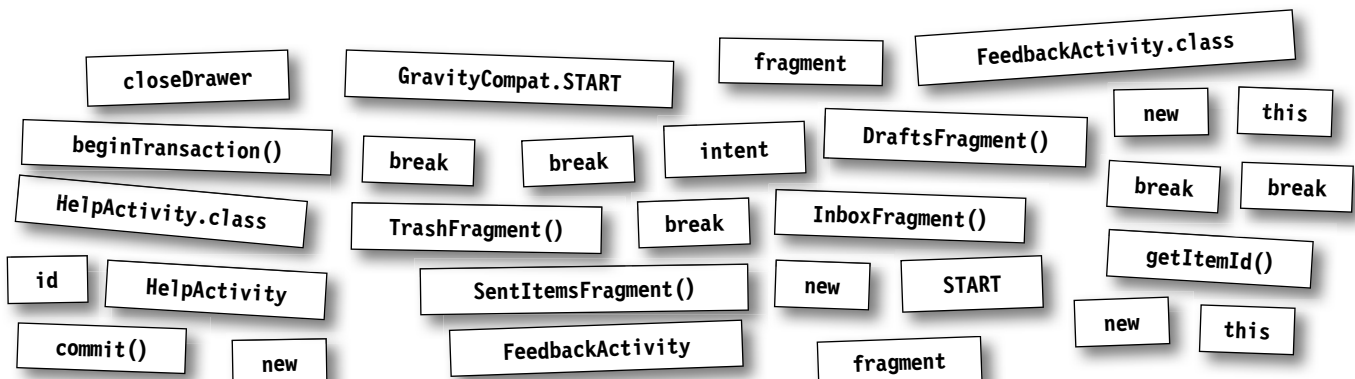 closeDrawer GravityCompat.START fragment FeedbackActivity.class
beginTransaction() break break intent DraftsFragment() new this
HelpActivity.class TrashFragment() break InboxFragment() break break
id HelpActivity SentItemsFragment() new START getItemId()
commit() new FeedbackActivity fragment new this